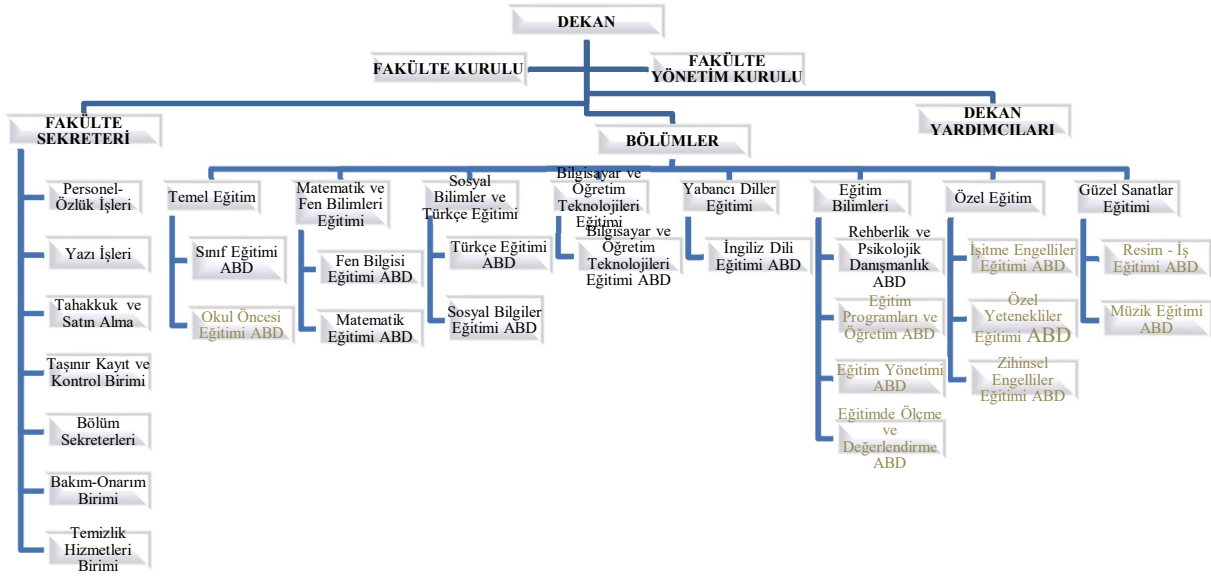 DEKAN
FAKÜLTE KURULU
FAKÜLTE
YÖNETİM KURULU
FAKÜLTE
SEKRETERİ
BÖLÜMLER
DEKAN
YARDIMCILARI
Personel-
Özlük İşleri
Yazı İşleri
Tahakkuk ve
Satın Alma
Taşınır Kayıt ve
Kontrol Birimi
Bölüm
Sekreterleri
Bakım-Onarım
Birimi
Temizlik
Hizmetleri
Birimi
Temel Eğitim
Sınıf Eğitimi
ABD
Okul Öncesi
Eğitimi ABD
Matematik ve
Fen Bilimleri
Eğitimi
Fen Bilgisi
Eğitimi ABD
Matematik
Eğitimi ABD
Sosyal
Bilimler ve
Türkçe Eğitimi
Türkçe Eğitimi
ABD
Sosyal Bilgiler
Eğitimi ABD
Bilgisayar ve
Öğretim
Teknolojileri
Eğitimi
Bilgisayar ve
Öğretim
Teknolojileri
Eğitimi ABD
Yabancı Diller
Eğitimi
İngiliz Dili
Eğitimi ABD
Eğitim
Bilimleri
Rehberlik ve
Psikolojik
Danışmanlık
ABD
Eğitim
Programları ve
Öğretim ABD
Eğitim Yönetimi
ABD
Eğitimde Ölçme
ve
Değerlendirme
ABD
Özel Eğitim
İşitme Engelliler
Eğitimi ABD
Özel
Yetenekliler
Eğitimi ABD
Zihinsel
Engelliler
Eğitimi ABD
Güzel Sanatlar
Eğitimi
Resim - İş
Eğitimi ABD
Müzik Eğitimi
ABD